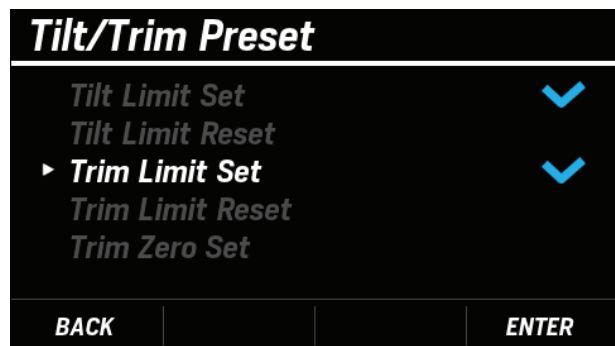 Tilt/Trim Preset
Tilt Limit Set
Tilt Limit Reset
Trim Limit Set
Trim Limit Reset
Trim Zero Set
BACK ENTER